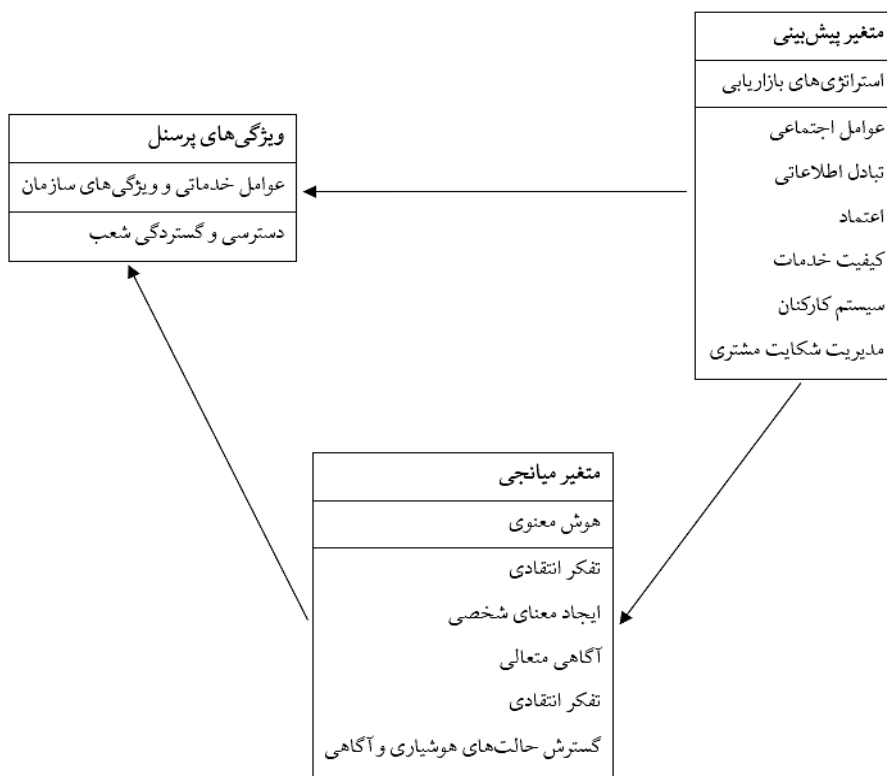 متغیر پیش‌بینی
استراتژی‌های بازاریابی
عوامل اجتماعی
تبادل اطلاعاتی
اعتماد
کیفیت خدمات
سیستم کارکنان
مدیریت شکایت مشتری
ویژگی‌های پرسنل
عوامل خدماتی و ویژگی‌های سازمان
دسترسی و گستردگی شعب
متغیر میانجی
هوش معنوی
تفکر انتقادی
ایجاد معنای شخصی
آگاهی متعالی
تفکر انتقادی
گسترش حالت‌های هوشیاری و آگاهی